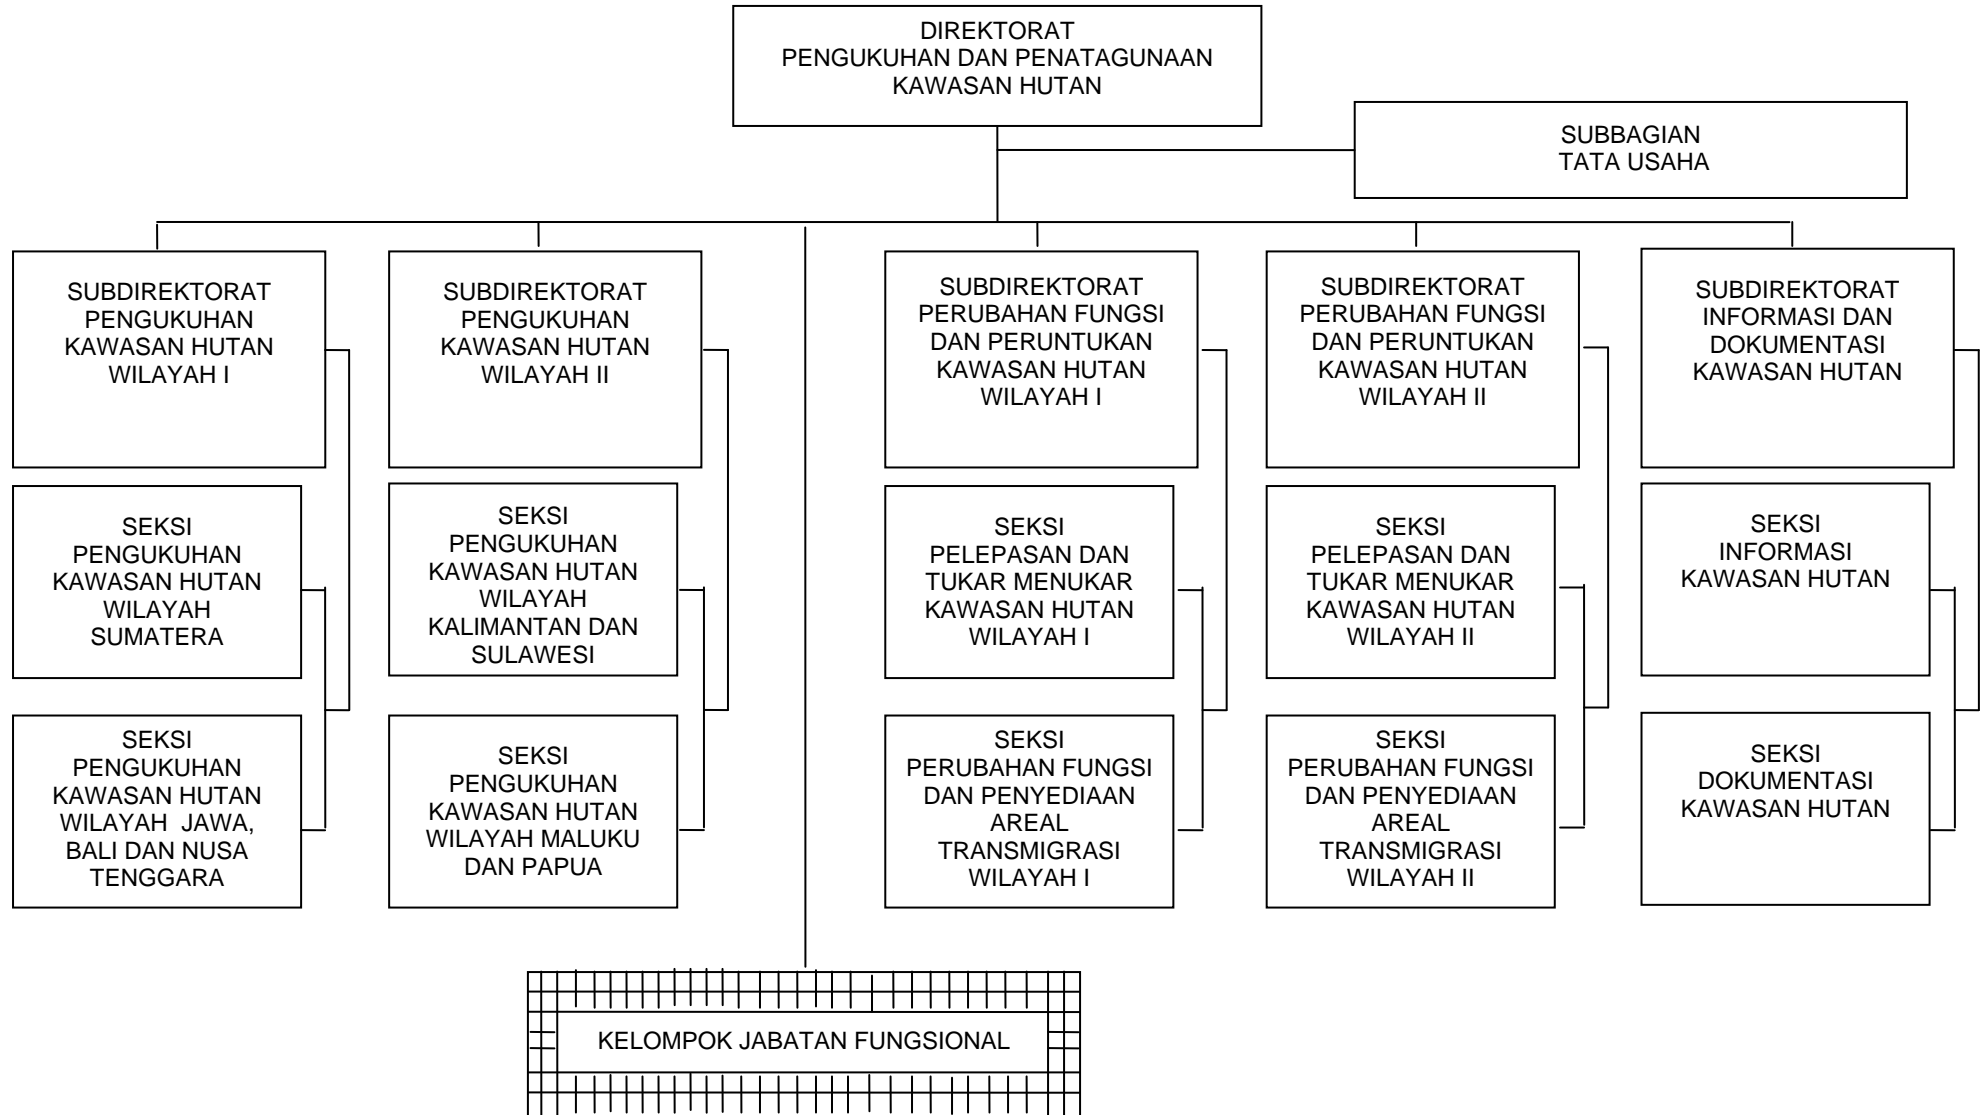 DIREKTORAT
PENGUKUHAN DAN PENATAGUNAAN
KAWASAN HUTAN
SUBBAGIAN
TATA USAHA
SUBDIREKTORAT
PENGUKUHAN
KAWASAN HUTAN
WILAYAH I
SUBDIREKTORAT
PENGUKUHAN
KAWASAN HUTAN
WILAYAH II
SUBDIREKTORAT
PERUBAHAN FUNGSI
DAN PERUNTUKAN
KAWASAN HUTAN
WILAYAH I
SUBDIREKTORAT
PERUBAHAN FUNGSI
DAN PERUNTUKAN
KAWASAN HUTAN
WILAYAH II
SUBDIREKTORAT
INFORMASI DAN
DOKUMENTASI
KAWASAN HUTAN
SEKSI
PENGUKUHAN
KAWASAN HUTAN
WILAYAH
SUMATERA
SEKSI
PENGUKUHAN
KAWASAN HUTAN
WILAYAH
KALIMANTAN DAN
SULAWESI
SEKSI
PELEPASAN DAN
TUKAR MENUKAR
KAWASAN HUTAN
WILAYAH I
SEKSI
PELEPASAN DAN
TUKAR MENUKAR
KAWASAN HUTAN
WILAYAH II
SEKSI
INFORMASI
KAWASAN HUTAN
SEKSI
PENGUKUHAN
KAWASAN HUTAN
WILAYAH JAWA,
BALI DAN NUSA
TENGGARA
SEKSI
PENGUKUHAN
KAWASAN HUTAN
WILAYAH MALUKU
DAN PAPUA
SEKSI
PERUBAHAN FUNGSI
DAN PENYEDIAAN
AREAL
TRANSMIGRASI
WILAYAH I
SEKSI
PERUBAHAN FUNGSI
DAN PENYEDIAAN
AREAL
TRANSMIGRASI
WILAYAH II
SEKSI
DOKUMENTASI
KAWASAN HUTAN
KELOMPOK JABATAN FUNGSIONAL